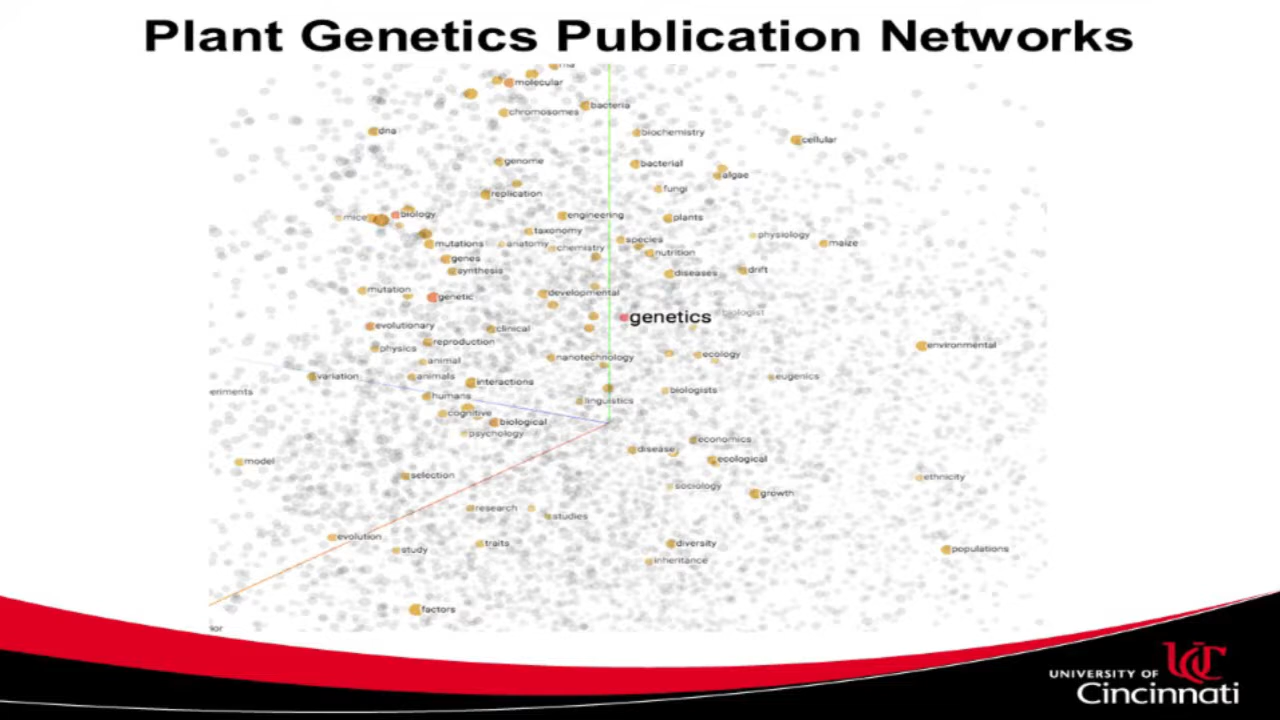 Plant Genetics Publication Networks
molecular
chromosomes
bacteria
dna
biochemistry
cellular
genome
bacterial
algae
fungi
replication
mice
biology
engineering
plants
taxonomy
physiology
species
maize
mutations
anatomy
chemistry
nutrition
genes
synthesis
diseases
drift
mutation
genetic
developmental
biologist
genetics
evolutionary
clinical
reproduction
environmental
physics
animal
nanotechnology
ecology
variation
animals
interactions
eugenics
eriments
humans
linguistics
biologists
cognitive
biological
psychology
economics
disease
model
ecological
selection
ethnicity
sociology
growth
research
studies
evolution
study
traits
diversity
populations
inheritance
factors
UNIVERSITY OF
Cincinnati